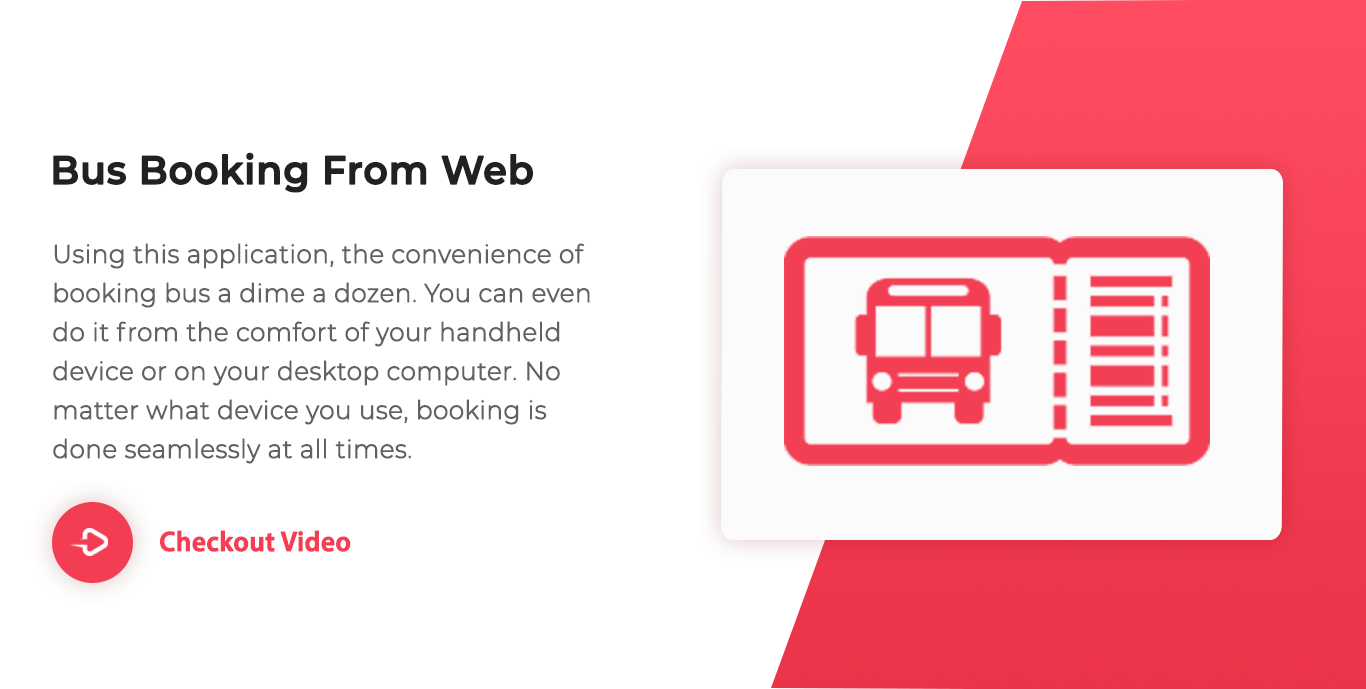 Bus Booking From Web
Using this application, the convenience of
booking bus a dime a dozen. You can even
do it from the comfort of your handheld
device or on your desktop computer. No
matter what device you use, booking is
done seamlessly at all times.
Checkout Video